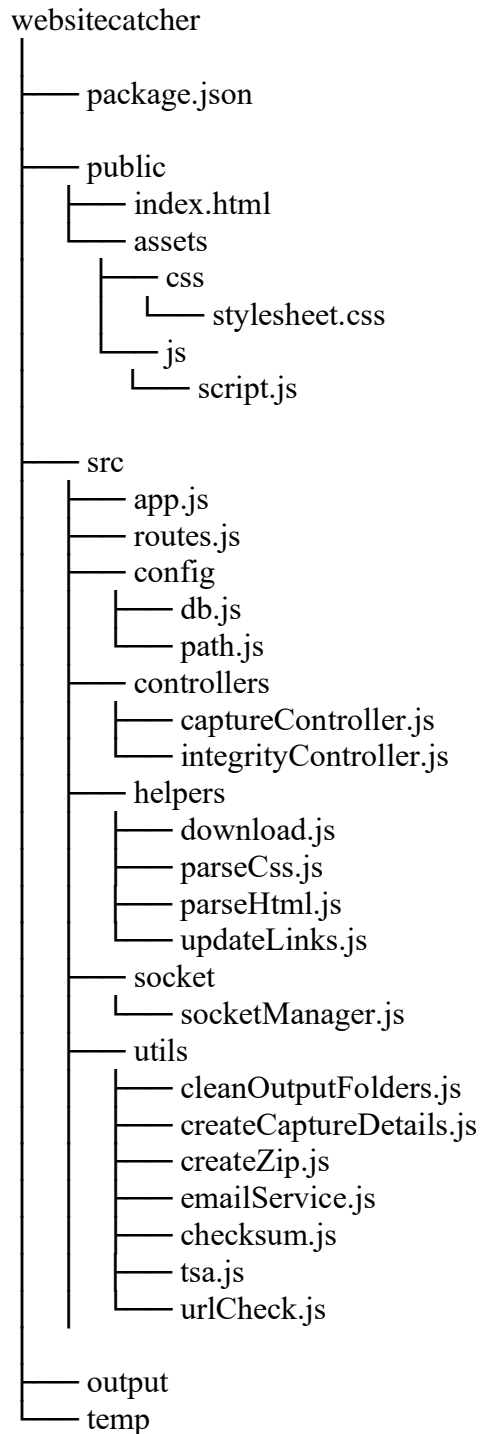 websitecatcher
package.json
public
index.html
assets
css
stylesheet.css
js
script.js
src
app.js
routes.js
config
db.js
path.js
controllers
captureController.js
integrityController.js
helpers
download.js
parseCss.js
parseHtml.js
updateLinks.js
socket
socketManager.js
utils
cleanOutputFolders.js
createCaptureDetails.js
createZip.js
emailService.js
checksum.js
tsa.js
urlCheck.js
output
temp